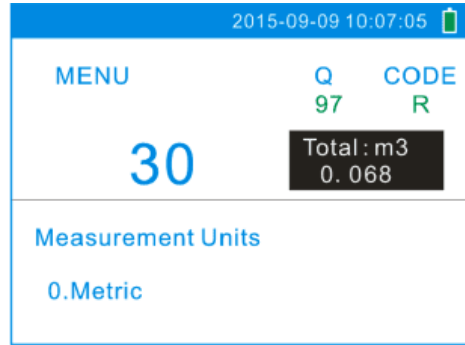 2015-09-09 10:07:05
MENU
Q CODE
97 R
30
Total:m3
0.068
Measurement Units
0.Metric